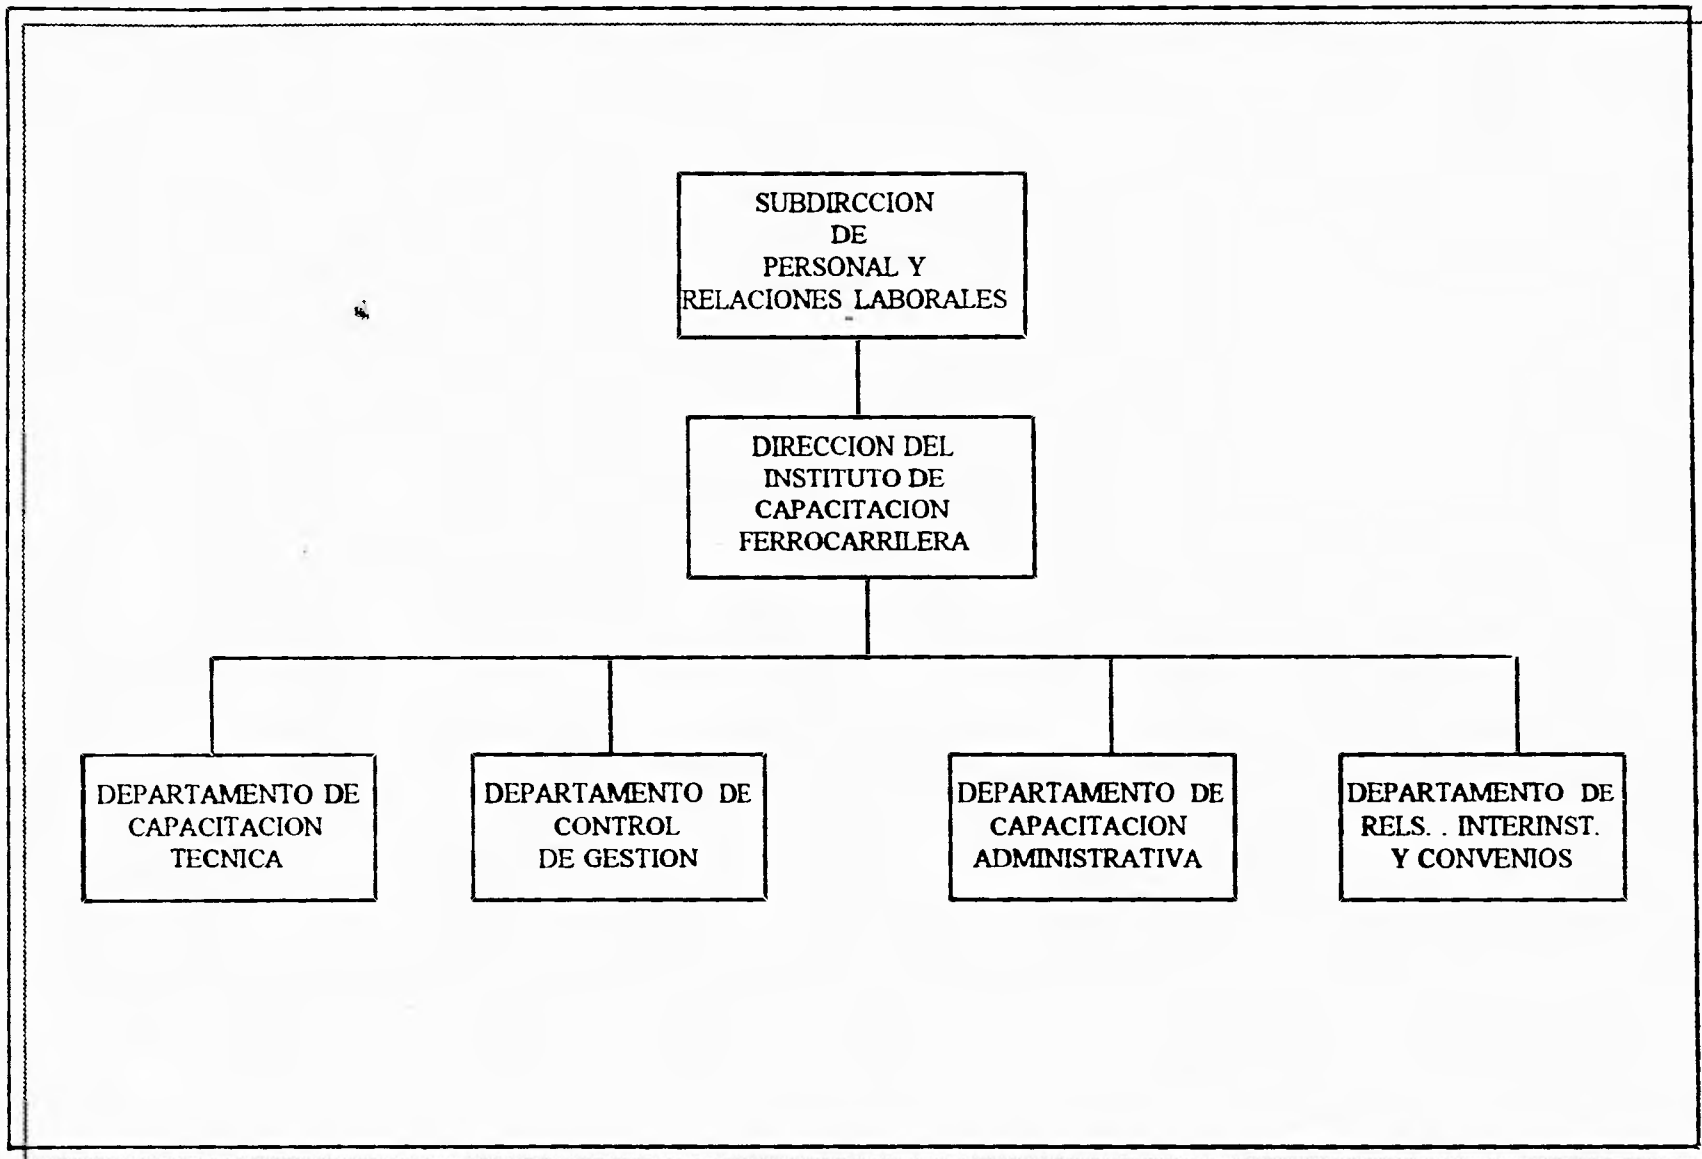 SUBDIRCCION
DE
PERSONAL Y
RELACIONES LABORALES
DIRECCION DEL
INSTITUTO DE
CAPACITACION
FERROCARRILERA
DEPARTAMENTO DE
CAPACITACION
TECNICA
DEPARTAMENTO DE
CONTROL
DE GESTION
DEPARTAMENTO DE
CAPACITACION
ADMINISTRATIVA
DEPARTAMENTO DE
RELS. . INTERINST.
Y CONVENIOS